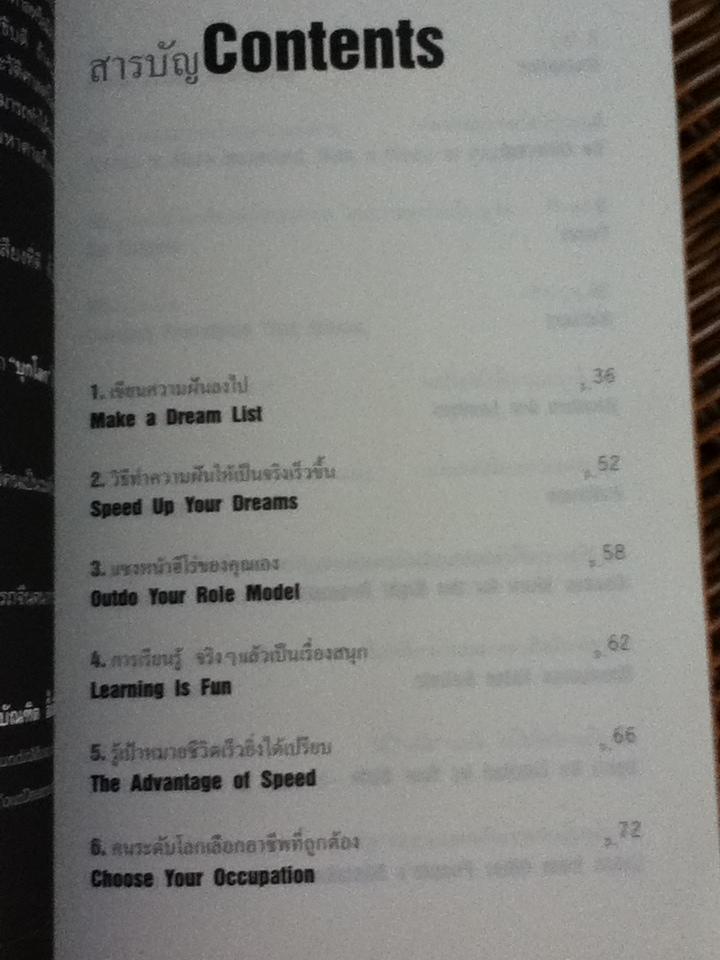 สารบัญ Contents
1. เขียนความฝันลงไป p. 36
Make a Dream List
2. วิธีทำความฝันให้เป็นจริงเร็วขึ้น p. 52
Speed Up Your Dreams
3. แซงหน้าฮีโร่ของคุณเอง p. 58
Outdo Your Role Model
4. การเรียนรู้ จริงๆแล้วเป็นเรื่องสนุก p. 62
Learning Is Fun
5. รู้เป้าหมายชีวิตเร็วยิ่งได้เปรียบ p. 66
The Advantage of Speed
6. คนระดับโลกเลือกอาชีพที่ถูกต้อง p. 72
Choose Your Occupation